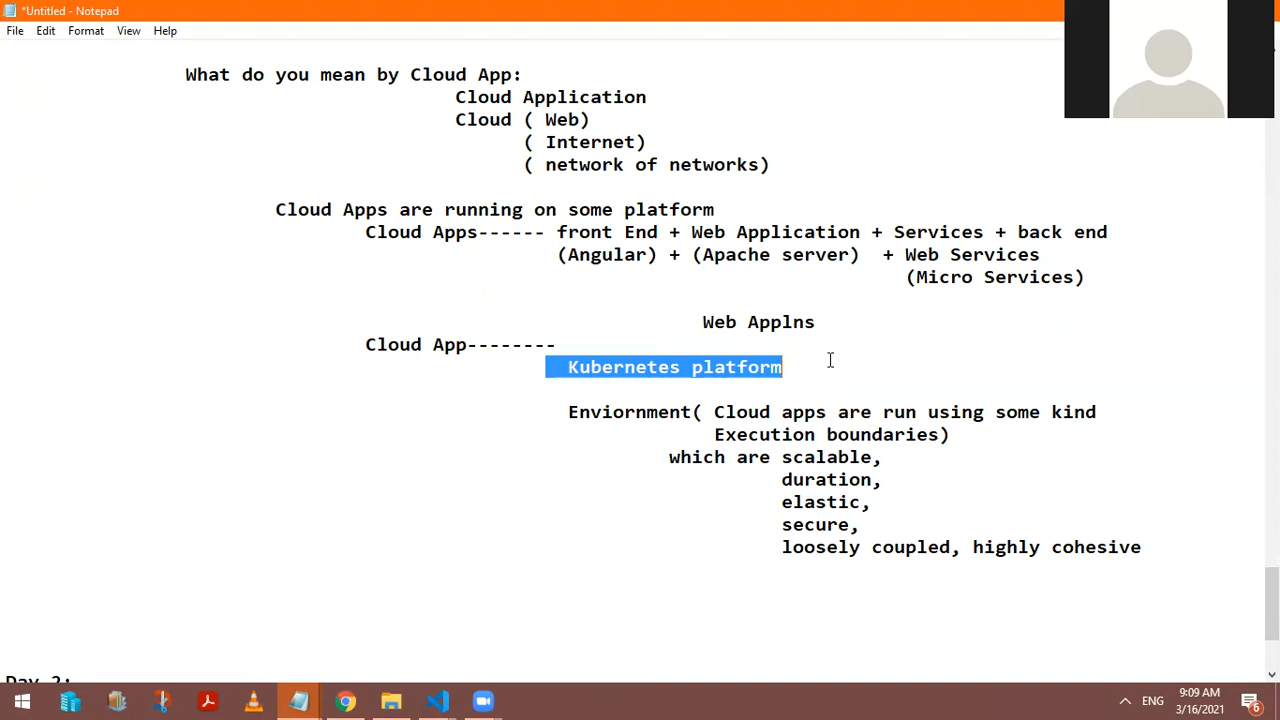 *Untitled - Notepad
File Edit Format View Help
What do you mean by Cloud App:
Cloud Application
Cloud ( Web)
( Internet)
( network of networks)
Cloud Apps are running on some platform
Cloud Apps------ front End + Web Application + Services + back end
(Angular) + (Apache server) + Web Services
(Micro Services)
Web Applns
Cloud App--------
Kubernetes platform
Enviornment( Cloud apps are run using some kind
Execution boundaries)
which are scalable,
duration,
elastic,
secure,
loosely coupled, highly cohesive
Day 2:
ENG
9:09 AM
3/16/2021
6